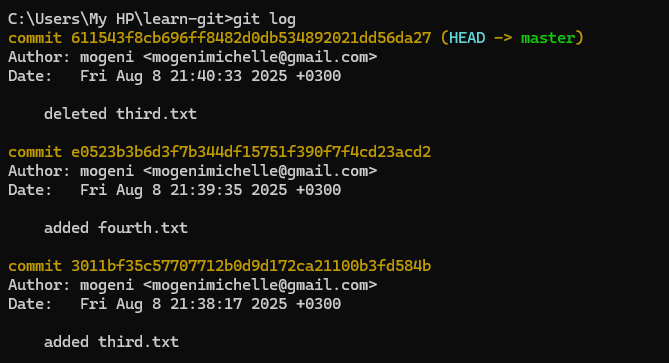 C:\Users\My HP\learn-git>git log
commit 611543f8cb696ff8482d0db534892021dd56da27 (HEAD -> master)
Author: mogeni <mogenimichelle@gmail.com>
Date:   Fri Aug 8 21:40:33 2025 +0300
    deleted third.txt
commit e0523b3b6d3f7b344df15751f390f7f4cd23acd2
Author: mogeni <mogenimichelle@gmail.com>
Date:   Fri Aug 8 21:39:35 2025 +0300
    added fourth.txt
commit 3011bf35c57707712b0d9d172ca21100b3fd584b
Author: mogeni <mogenimichelle@gmail.com>
Date:   Fri Aug 8 21:38:17 2025 +0300
    added third.txt